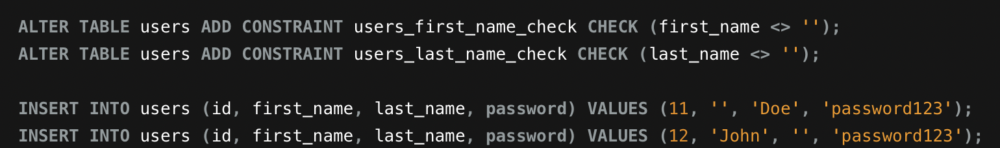 ALTER TABLE users ADD CONSTRAINT users_first_name_check CHECK (first_name <> '');
ALTER TABLE users ADD CONSTRAINT users_last_name_check CHECK (last_name <> '');
INSERT INTO users (id, first_name, last_name, password) VALUES (11, '', 'Doe', 'password123');
INSERT INTO users (id, first_name, last_name, password) VALUES (12, 'John', '', 'password123');